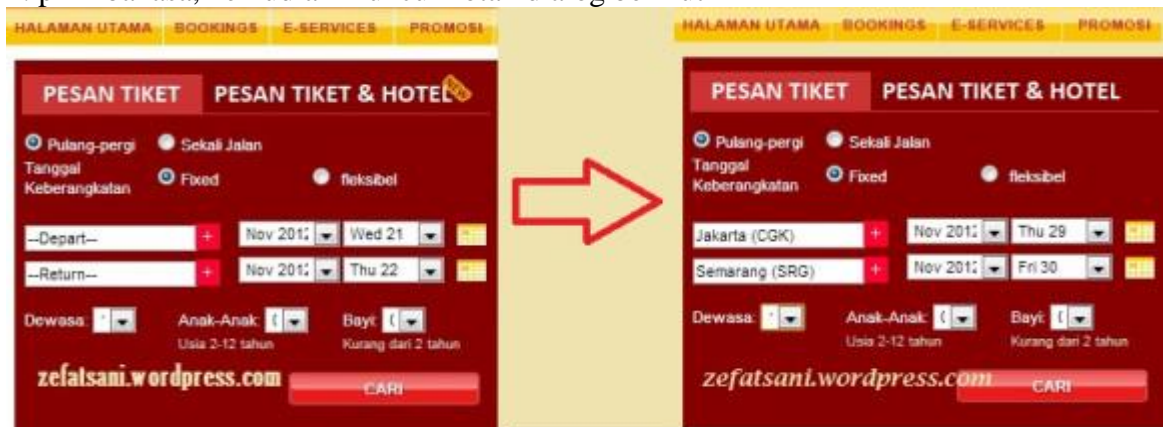 HALAMAN UTAMA BOOKINGS E-SERVICES PROMOSI
PESAN TIKET PESAN TIKET & HOTEL
Pulang-pergi Sekali Jalan
Tanggal
Keberangkatan Fixed fleksibel
--Depart-- + Nov 2012 Wed 21
--Return-- + Nov 2012 Thu 22
Dewasa: Anak-Anak: Bayi:
Usia 2-12 tahun Kurang dari 2 tahun
zefatsani.wordpress.com
CARI
HALAMAN UTAMA BOOKINGS E-SERVICES PROMOSI
PESAN TIKET PESAN TIKET & HOTEL
Pulang-pergi Sekali Jalan
Tanggal
Keberangkatan Fixed fleksibel
Jakarta (CGK) + Nov 2012 Thu 29
Semarang (SRG) + Nov 2012 Fri 30
Dewasa: Anak-Anak: Bayi:
Usia 2-12 tahun Kurang dari 2 tahun
zefatsani.wordpress.com
CARI